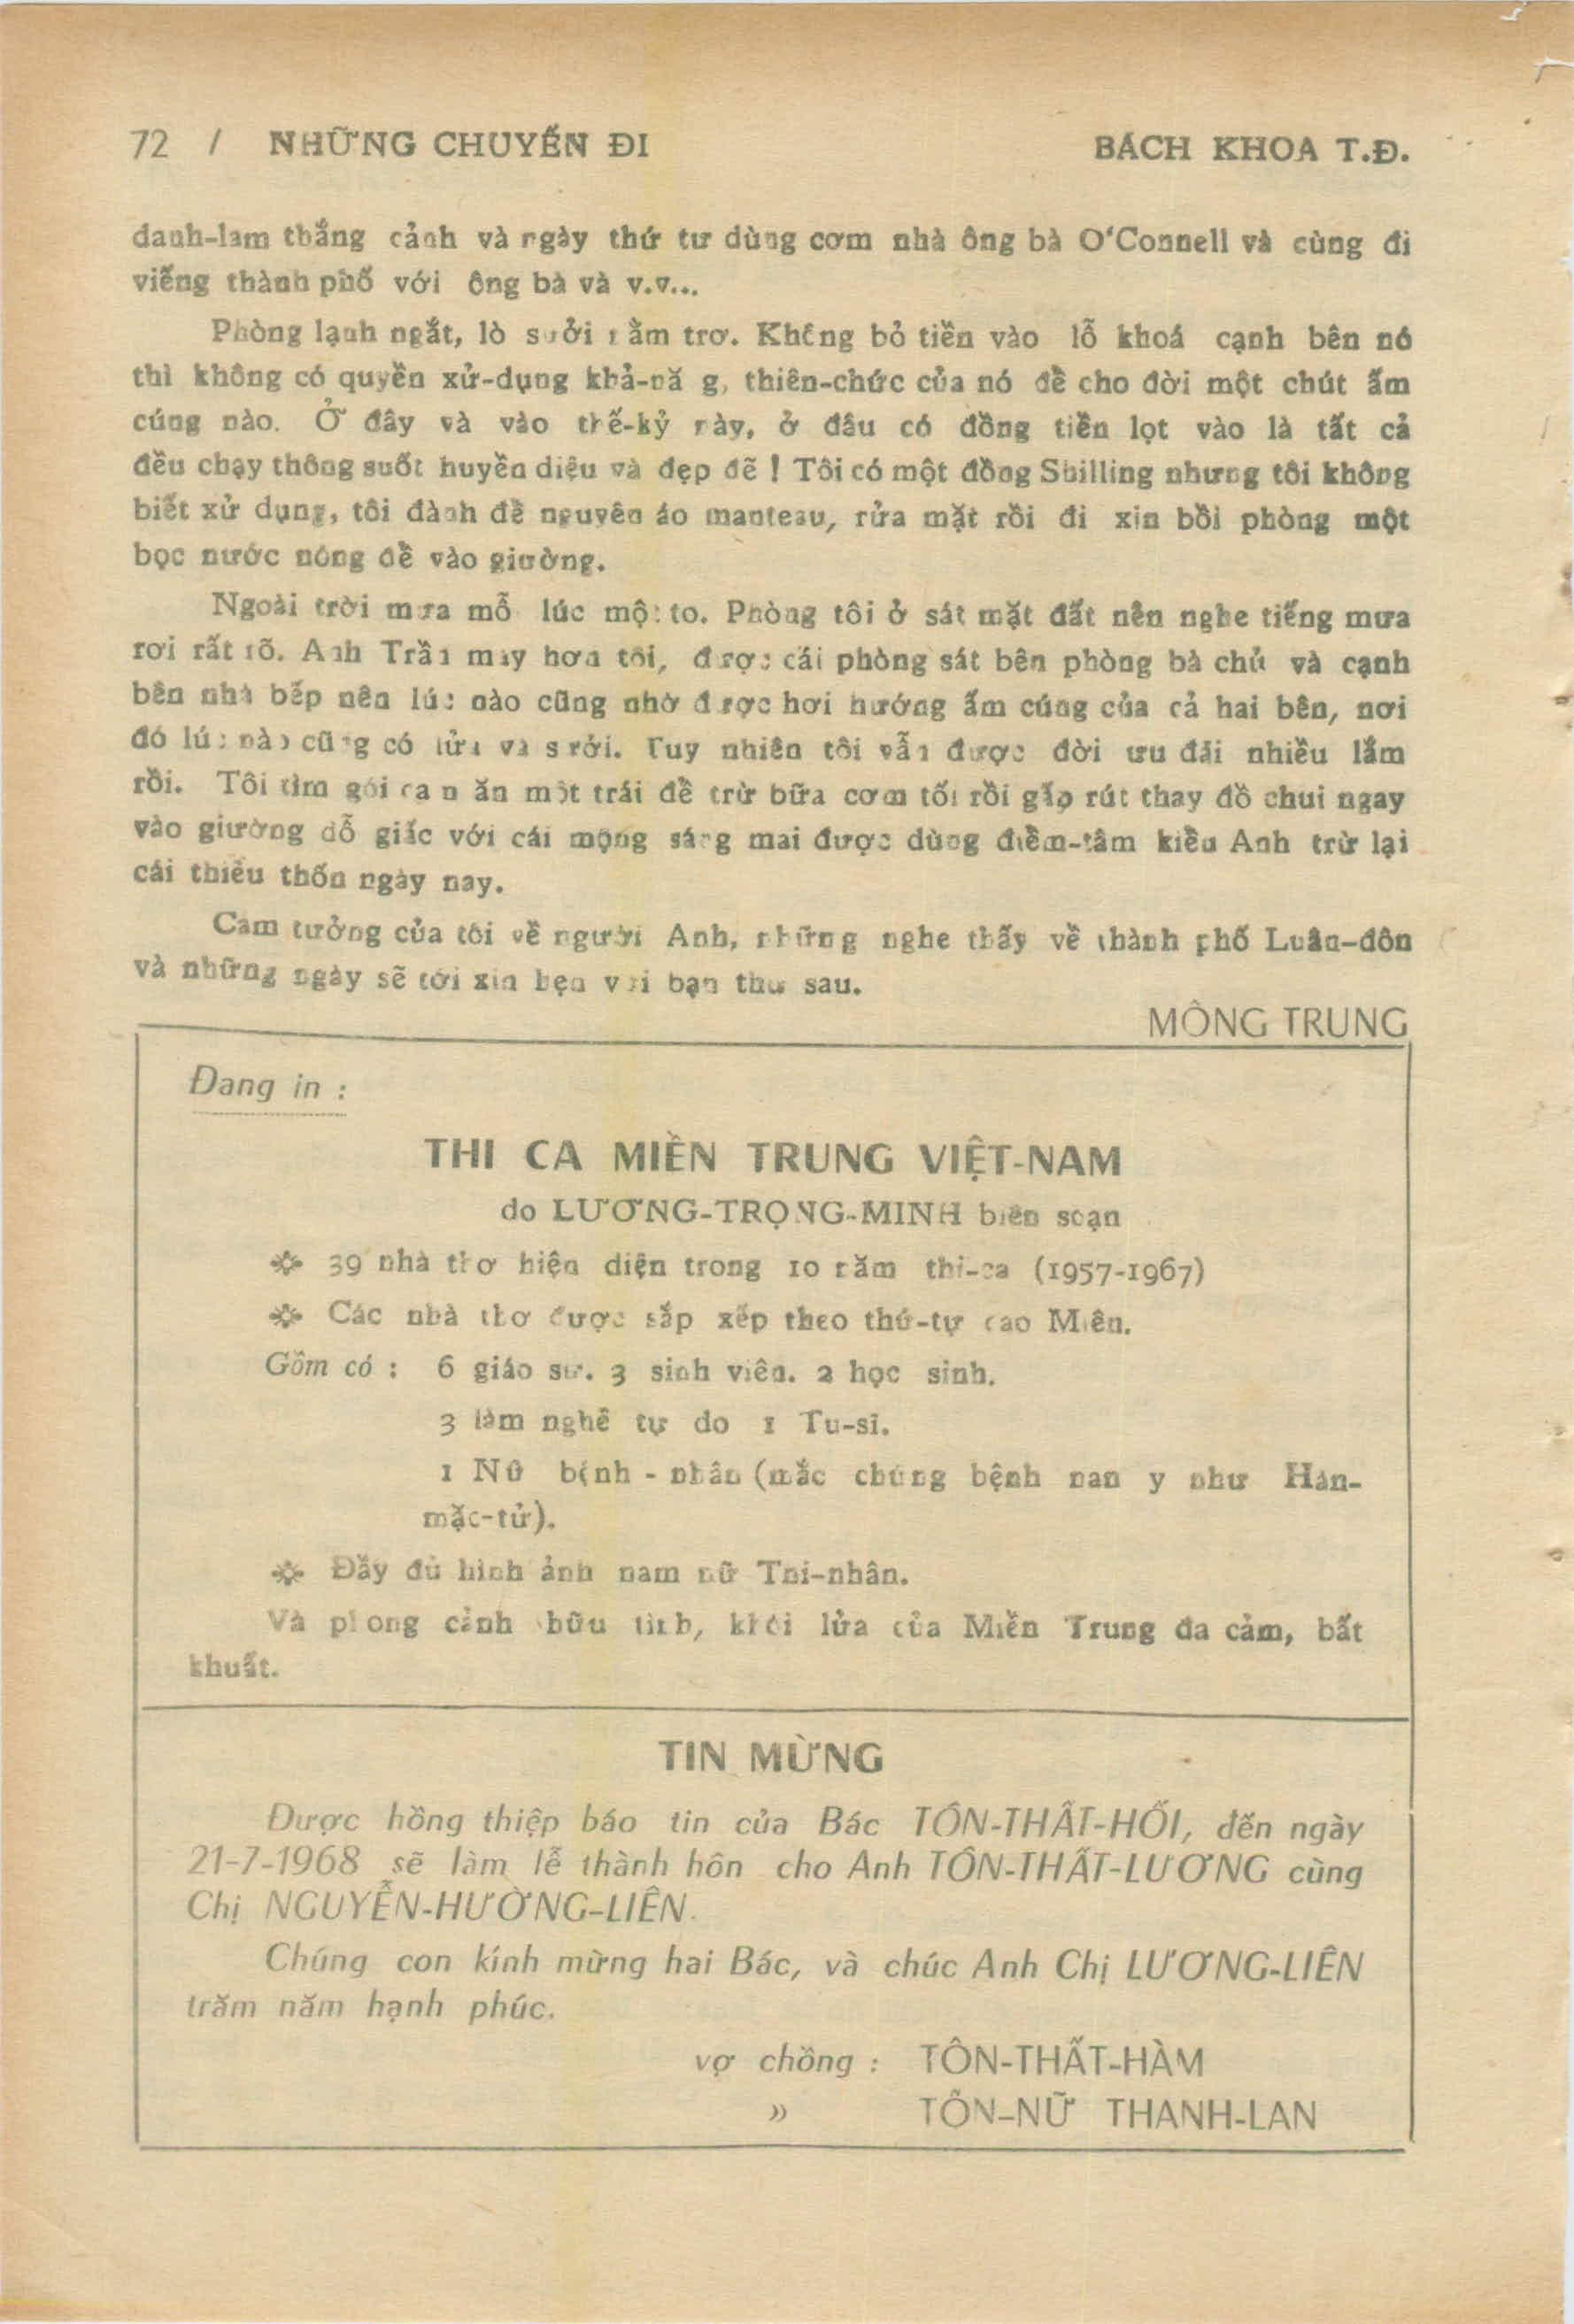 72 / NHỮNG CHUYẾN ĐI BÁCH KHOA T.Đ.
danh-lam thắng cảnh và ngày thứ tư dùng cơm nhà ông bà O'Connell và cùng đi
viếng thành phố với ông bà và v.v...
Phòng lạnh ngắt, lò sưởi nằm trơ. Không bỏ tiền vào lỗ khoá cạnh bên nó
thì không có quyền xử-dụng khả-năng, thiên-chức của nó để cho đời một chút ấm
cúng nào. Ở đây và vào thế-kỷ này, ở đâu có đồng tiền lọt vào là tất cả
đều chạy thông suốt huyền diệu và đẹp đẽ ! Tôi có một đồng Shilling nhưng tôi không
biết xử dụng, tôi đành để nguyên áo manteau, rửa mặt rồi đi xin bồi phòng một
bọc nước nóng để vào giường.
Ngoài trời mưa mỗi lúc một to. Phòng tôi ở sát mặt đất nên nghe tiếng mưa
rơi rất rõ. Anh Trần may hơn tôi, được cái phòng sát bên phòng bà chủ và cạnh
bên nhà bếp nên lúc nào cũng nhờ được hơi hướng ấm cúng của cả hai bên, nơi
đó lúc nào cũng có lửa và sưởi. Tuy nhiên tôi vẫn được đời ưu đãi nhiều lắm
rồi. Tôi tìm gói cam ăn một trái để trừ bữa cơm tối rồi gấp rút thay đồ chui ngay
vào giường dỗ giấc với cái mộng sáng mai được dùng điểm-tâm kiểu Anh trừ lại
cái thiếu thốn ngày nay.
Cảm tưởng của tôi về người Anh, những nghe thấy về thành phố Luân-đôn
và những ngày sẽ tới xin hẹn với bạn thư sau.
MÔNG TRUNG
Đang in :
THI CA MIỀN TRUNG VIỆT-NAM
do LƯƠNG-TRỌNG-MINH biên soạn
39 nhà thơ hiện diện trong 10 năm thi-ca (1957-1967)
Các nhà thơ được sắp xếp theo thứ-tự cao Miên.
Gồm có : 6 giáo sư. 3 sinh viên. 2 học sinh.
3 làm nghề tự do 1 Tu-sĩ.
1 Nữ bệnh - nhân (mắc chứng bệnh nan y như Hàn-
mặc-tử).
Đầy đủ hình ảnh nam nữ Thi-nhân.
Và phong cảnh hữu tình, khói lửa của Miền Trung đa cảm, bất
khuất.
TIN MỪNG
Được hồng thiệp báo tin của Bác TÔN-THẤT-HỐI, đến ngày
21-7-1968 sẽ làm lễ thành hôn cho Anh TÔN-THẤT-LƯƠNG cùng
Chị NGUYỄN-HƯỜNG-LIÊN.
Chúng con kính mừng hai Bác, và chúc Anh Chị LƯƠNG-LIÊN
trăm năm hạnh phúc.
vợ chồng : TÔN-THẤT-HÀM
» TÔN-NỮ THANH-LAN